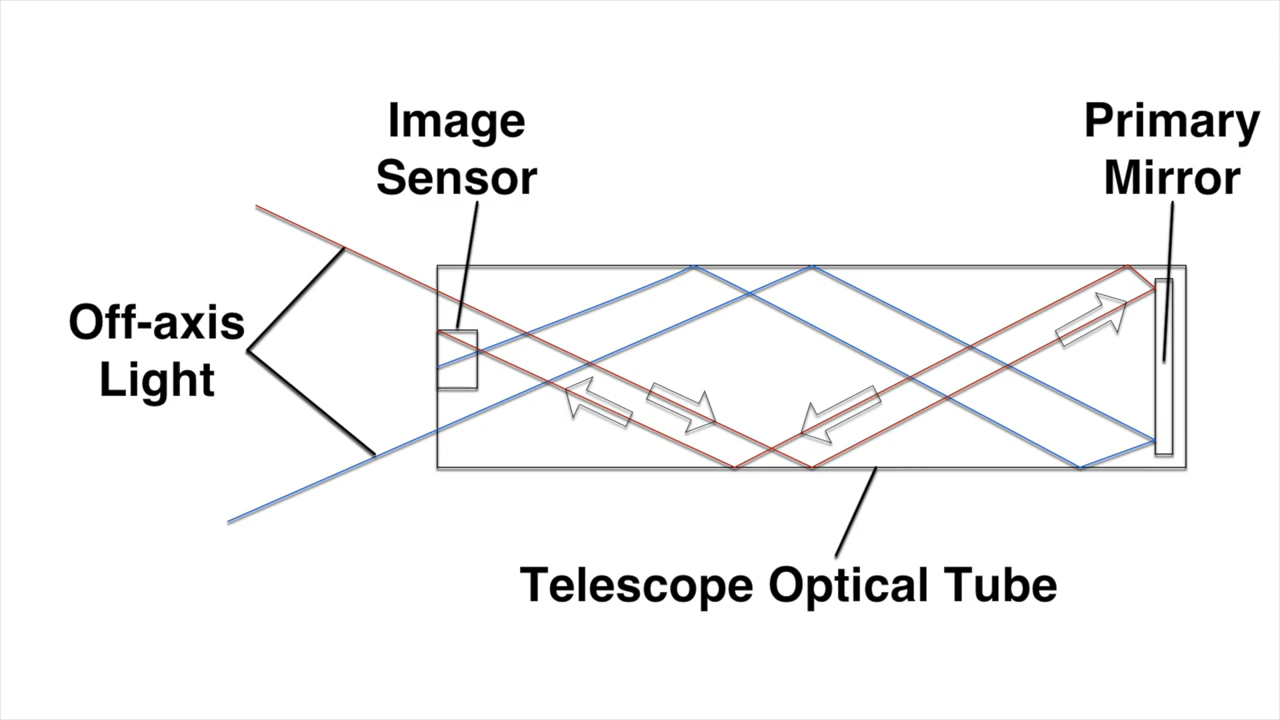 Image
Sensor
Primary
Mirror
Off-axis
Light
Telescope Optical Tube